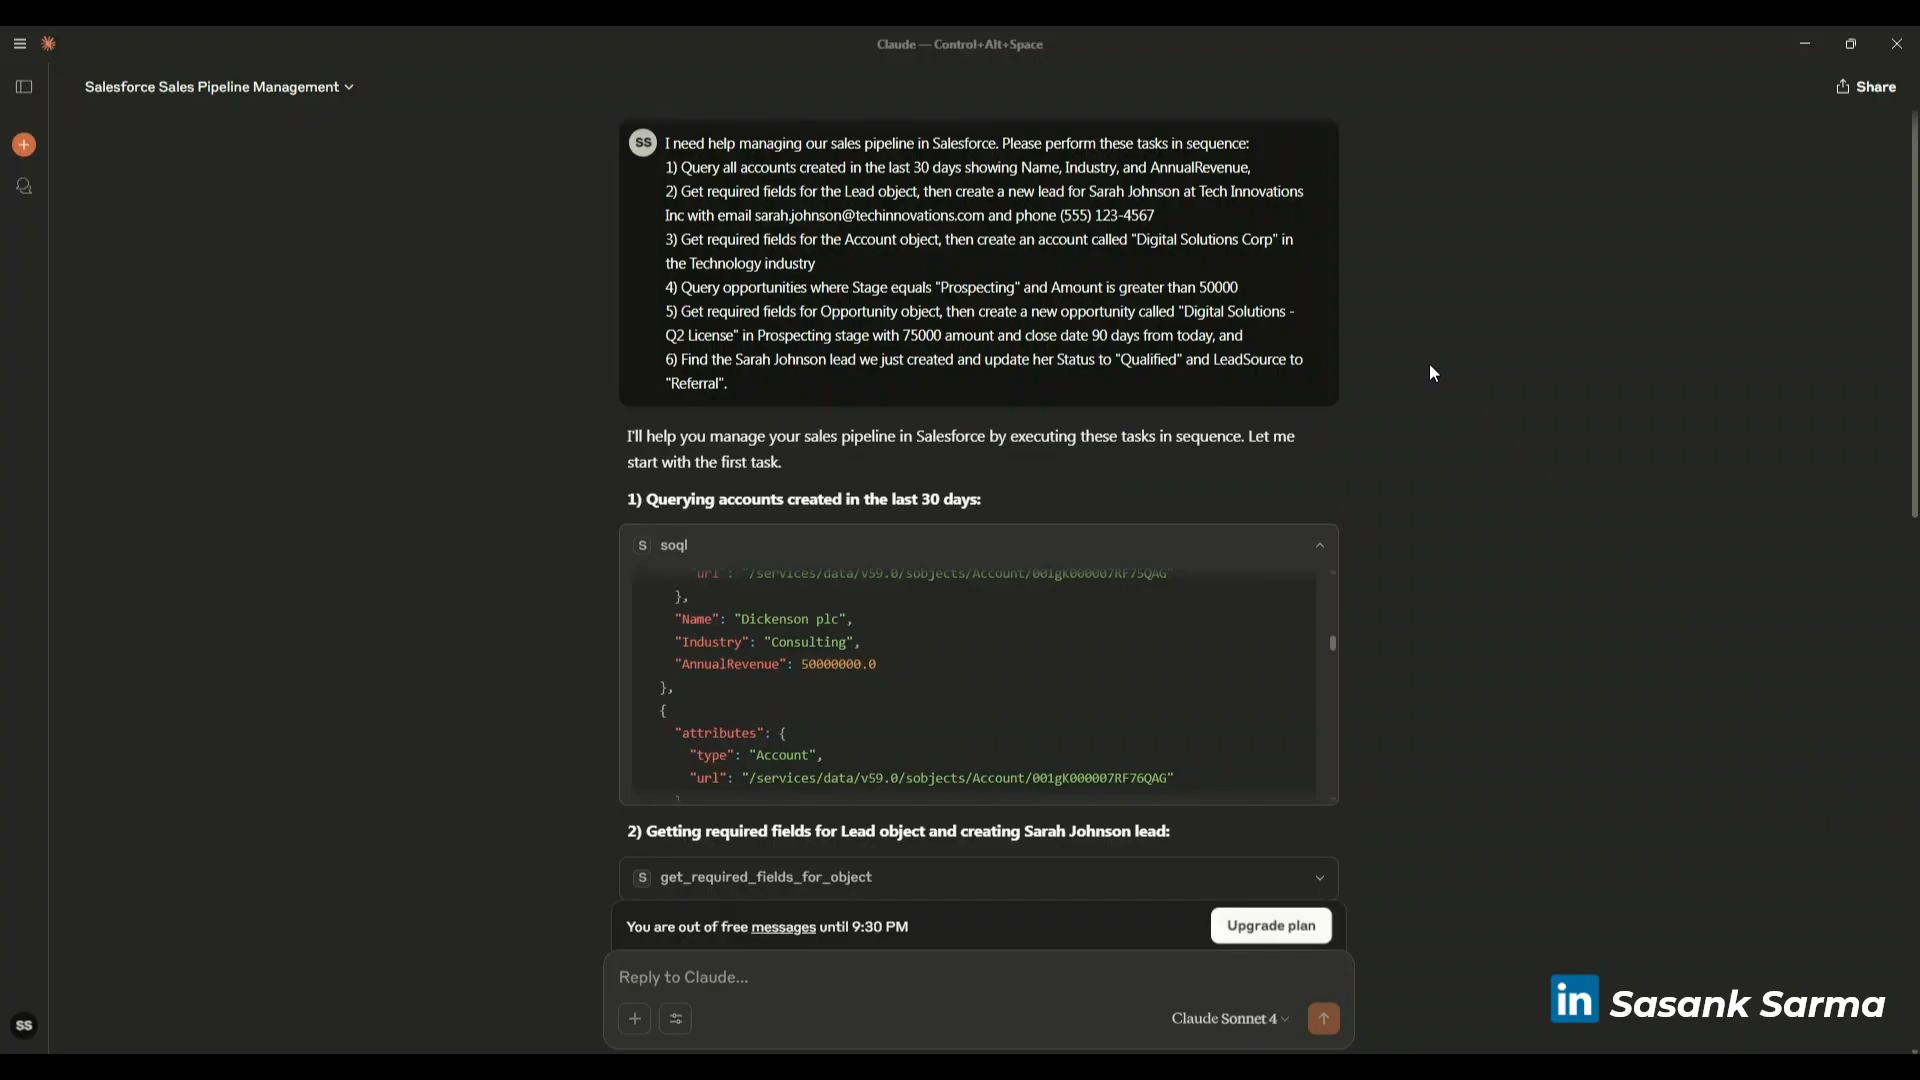 Claude — Control+Alt+Space
Salesforce Sales Pipeline Management
Share
SS
I need help managing our sales pipeline in Salesforce. Please perform these tasks in sequence:
1) Query all accounts created in the last 30 days showing Name, Industry, and AnnualRevenue,
2) Get required fields for the Lead object, then create a new lead for Sarah Johnson at Tech Innovations
Inc with email sarah.johnson@techinnovations.com and phone (555) 123-4567
3) Get required fields for the Account object, then create an account called "Digital Solutions Corp" in
the Technology industry
4) Query opportunities where Stage equals "Prospecting" and Amount is greater than 50000
5) Get required fields for Opportunity object, then create a new opportunity called "Digital Solutions -
Q2 License" in Prospecting stage with 75000 amount and close date 90 days from today, and
6) Find the Sarah Johnson lead we just created and update her Status to "Qualified" and LeadSource to
"Referral".
I'll help you manage your sales pipeline in Salesforce by executing these tasks in sequence. Let me
start with the first task.
1) Querying accounts created in the last 30 days:
S soql
"url": "/services/data/v59.0/sobjects/Account/001gK000007RF75QAG"
},
"Name": "Dickenson plc",
"Industry": "Consulting",
"AnnualRevenue": 50000000.0
},
{
"attributes": {
"type": "Account",
"url": "/services/data/v59.0/sobjects/Account/001gK000007RF76QAG"
2) Getting required fields for Lead object and creating Sarah Johnson lead:
S get_required_fields_for_object
You are out of free messages until 9:30 PM
Upgrade plan
Reply to Claude...
Claude Sonnet 4
SS
in Sasank Sarma